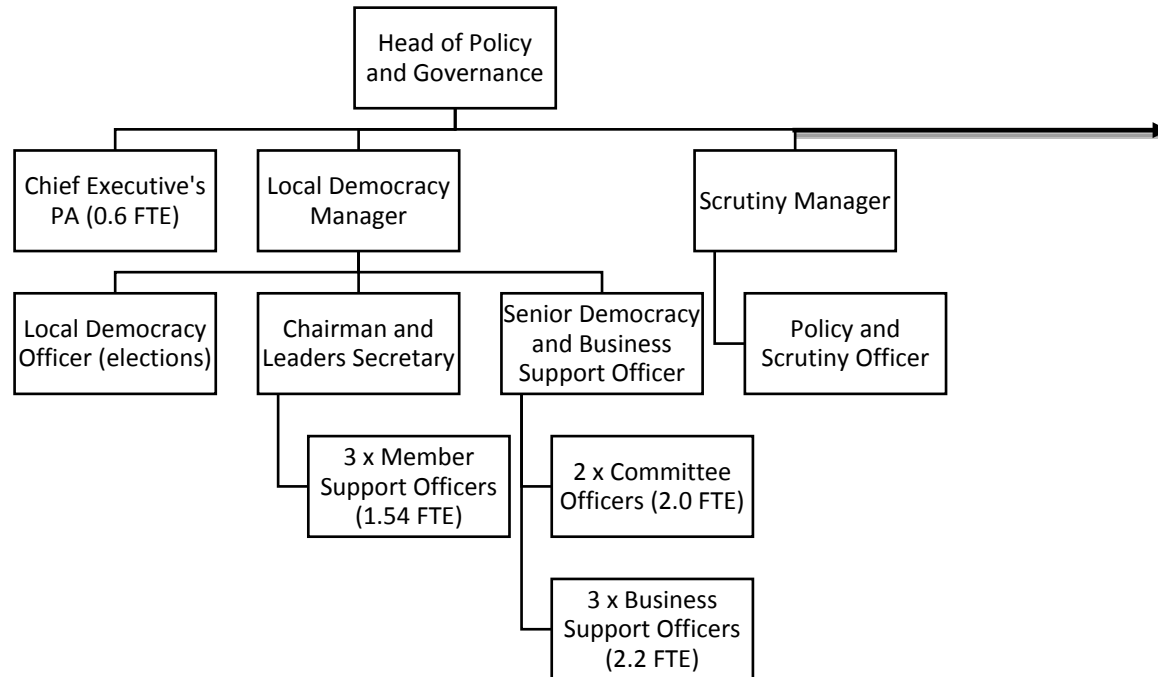 Head of Policy
and Governance
Chief Executive's
PA (0.6 FTE)
Local Democracy
Manager
Scrutiny Manager
Local Democracy
Officer (elections)
Chairman and
Leaders Secretary
Senior Democracy
and Business
Support Officer
Policy and
Scrutiny Officer
3 x Member
Support Officers
(1.54 FTE)
2 x Committee
Officers (2.0 FTE)
3 x Business
Support Officers
(2.2 FTE)